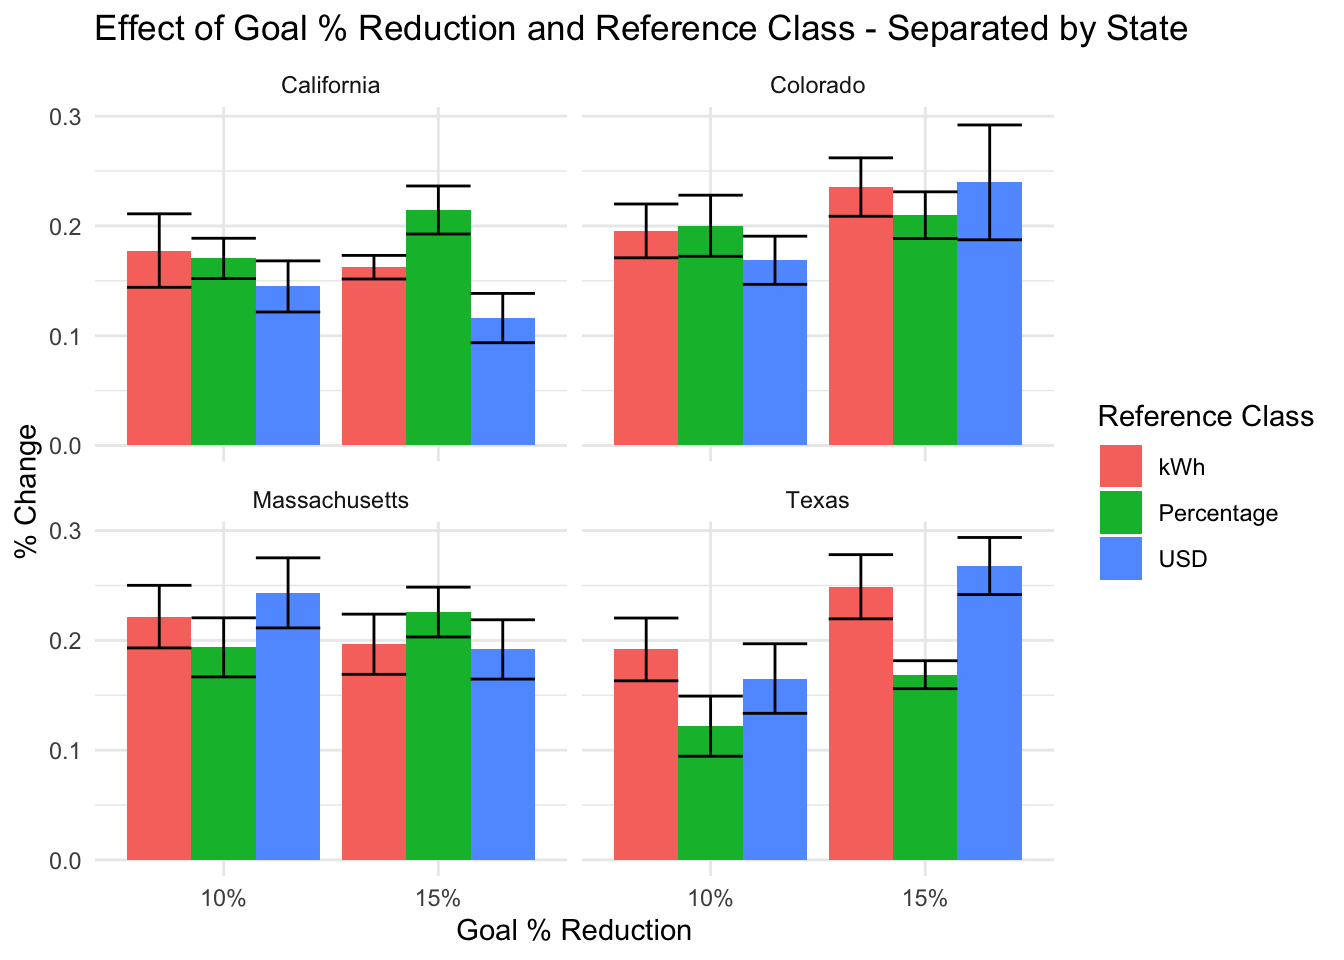 Effect of Goal % Reduction and Reference Class - Separated by State
California
Colorado
0.3
0.2
0.1
0.0
Massachusetts
Texas
0.3
0.2
0.1
0.0
10%
15%
10%
15%
% Change
Goal % Reduction
Reference Class
kWh
Percentage
USD